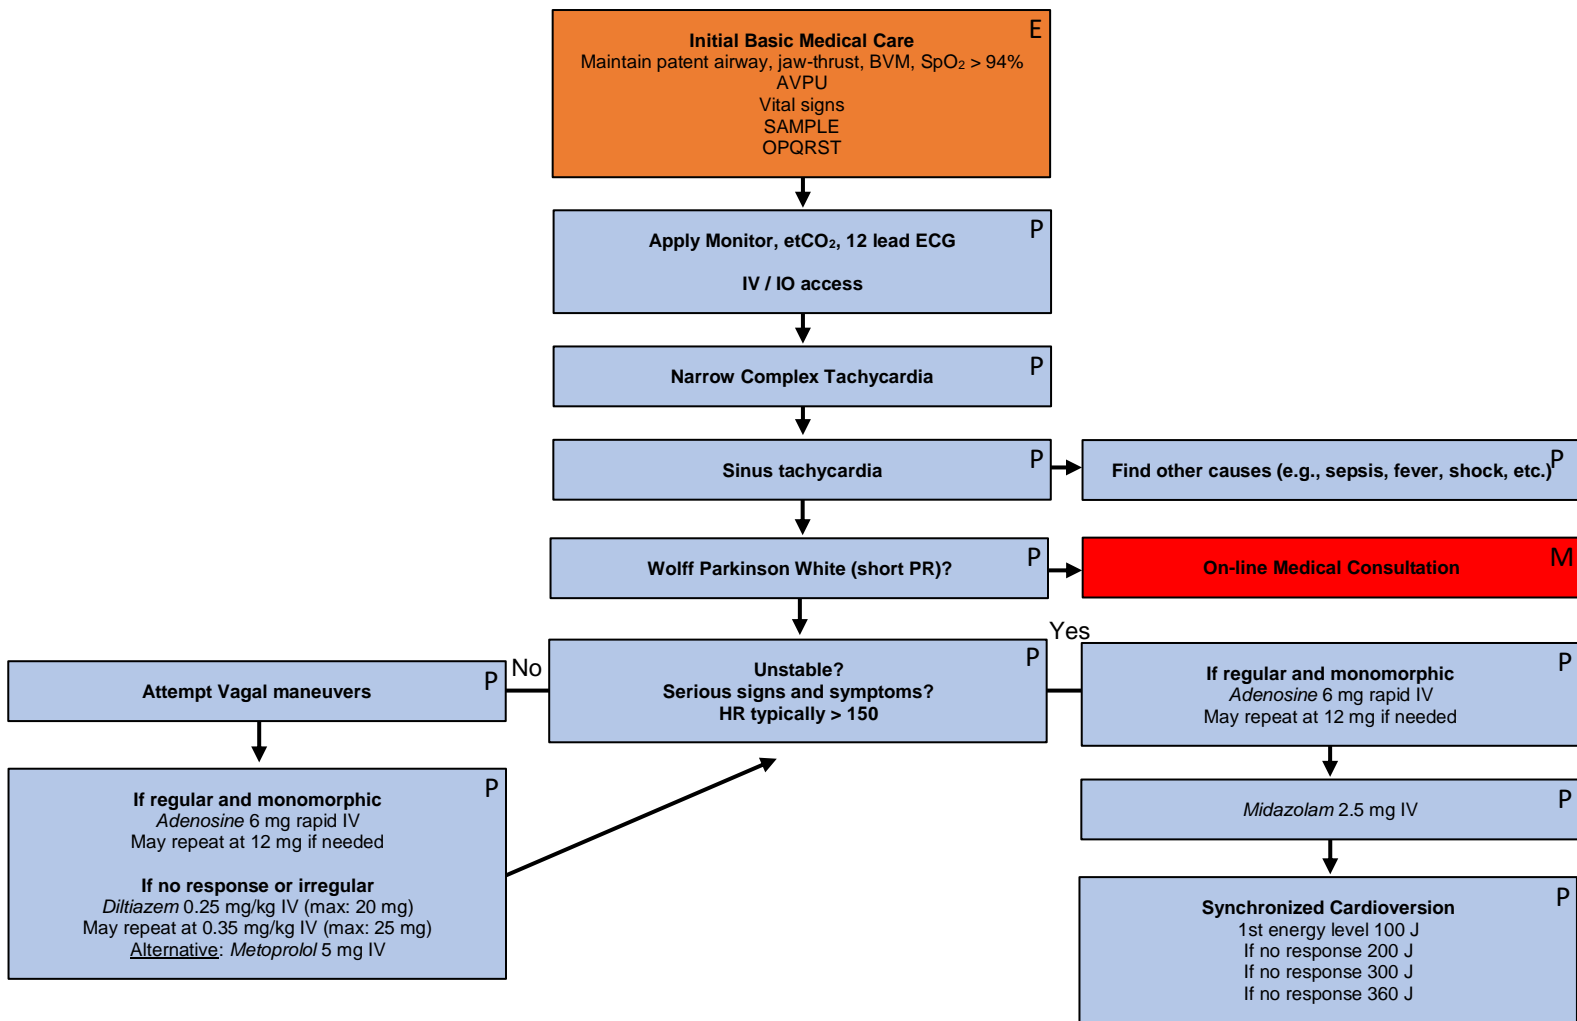 E
Initial Basic Medical Care
Maintain patent airway, jaw-thrust, BVM, SpO₂ > 94%
AVPU
Vital signs
SAMPLE
OPQRST
P
Apply Monitor, etCO₂, 12 lead ECG
IV / IO access
P
Narrow Complex Tachycardia
P
Sinus tachycardia
P
Find other causes (e.g., sepsis, fever, shock, etc.)
P
Wolff Parkinson White (short PR)?
M
On-line Medical Consultation
P
Unstable?
Serious signs and symptoms?
HR typically > 150
No
P
Attempt Vagal maneuvers
P
If regular and monomorphic
Adenosine 6 mg rapid IV
May repeat at 12 mg if needed
If no response or irregular
Diltiazem 0.25 mg/kg IV (max: 20 mg)
May repeat at 0.35 mg/kg IV (max: 25 mg)
Alternative: Metoprolol 5 mg IV
Yes
P
If regular and monomorphic
Adenosine 6 mg rapid IV
May repeat at 12 mg if needed
P
Midazolam 2.5 mg IV
P
Synchronized Cardioversion
1st energy level 100 J
If no response 200 J
If no response 300 J
If no response 360 J